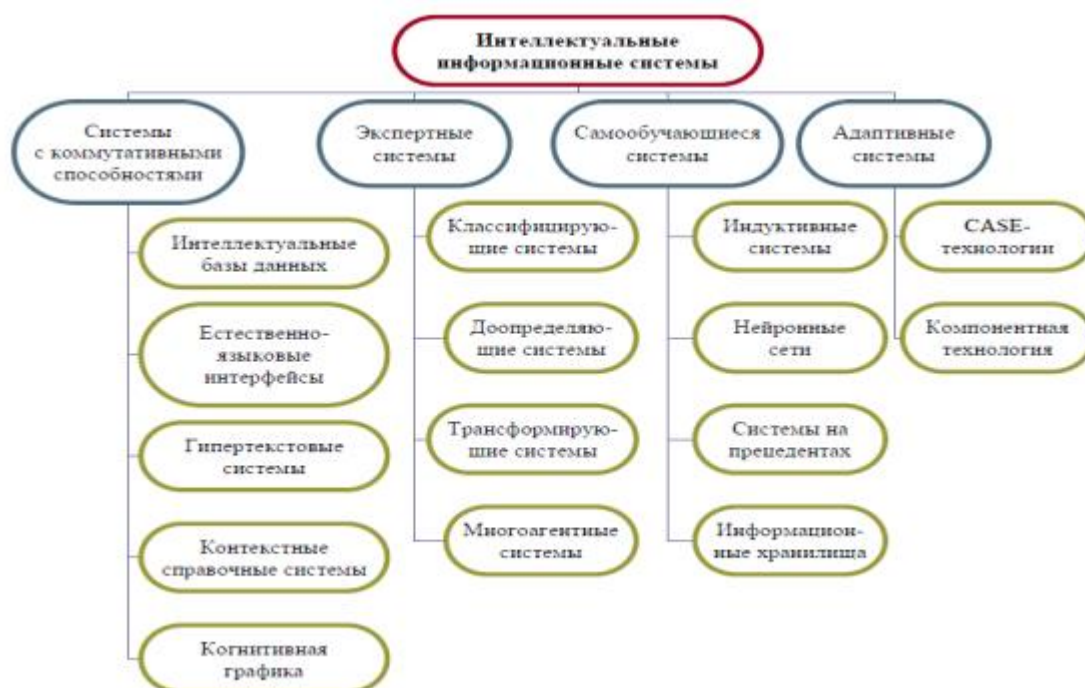 Интеллектуальные
информационные системы
Системы
с коммутативными
способностями
Интеллектуальные
базы данных
Естественно-
языковые
интерфейсы
Гипертекстовые
системы
Контекстные
справочные системы
Когнитивная
графика
Экспертные
системы
Классифицирую-
щие системы
Доопределяю-
щие системы
Трансформирую-
щие системы
Многоагентные
системы
Самообучающиеся
системы
Индуктивные
системы
Нейронные
сети
Системы на
прецедентах
Информацион-
ные хранилища
Адаптивные
системы
CASE-
технологии
Компонентная
технология